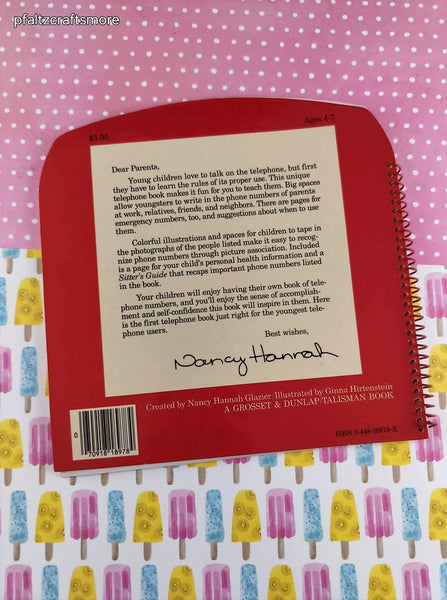 pfaltzcraftsmore
$5.95
Ages 4-7
Dear Parents,
Young children love to talk on the telephone, but first
they have to learn the rules of its proper use. This unique
telephone book makes it fun for you to teach them. Big spaces
allow youngsters to write in the phone numbers of parents
at work, relatives, friends, and neighbors. There are pages for
emergency numbers, too, and suggestions about when to use
them.
Colorful illustrations and spaces for children to tape in
the photographs of the people listed make it easy to recog-
nize phone numbers through picture association. Included
is a page for your child's personal health information and a
Sitter's Guide that recaps important phone numbers listed
in the book.
Your children will enjoy having their own book of tele-
phone numbers, and you'll enjoy the sense of accomplish-
ment and self-confidence this book will inspire in them. Here
is the first telephone book just right for the youngest tele-
phone users.
Best wishes,
Nancy Hannah
Created by Nancy Hannah Glazier/Illustrated by Ginna Hirtenstein
A GROSSET & DUNLAP/TALISMAN BOOK
0 70918 18978
ISBN 0-448-18978-X